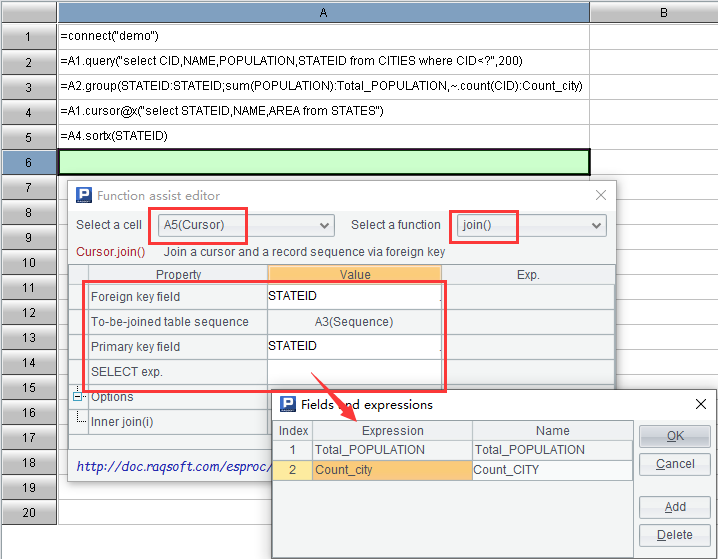 A B
1 =connect("demo")
2 =A1.query("select CID,NAME,POPULATION,STATEID from CITIES where CID<?",200)
3 =A2.group(STATEID:STATEID;sum(POPULATION):Total_POPULATION,~.count(CID):Count_city)
4 =A1.cursor@x("select STATEID,NAME,AREA from STATES")
5 =A4.sortx(STATEID)
6
7
Function assist editor
8
Select a cell A5(Cursor) Select a function join()
9
Cursor.join() Join a cursor and a record sequence via foreign key
10
Property Value Exp.
11
Foreign key field STATEID
12
To-be-joined table sequence A3(Sequence)
13
Primary key field STATEID
14
SELECT exp.
15
Options
16
Inner join(i)
17
18
http://doc.raqsoft.com/esproc/
19
20
Fields and expressions
Index Expression Name
1 Total_POPULATION Total_POPULATION
2 Count_city Count_CITY
OK
Cancel
Add
Delete